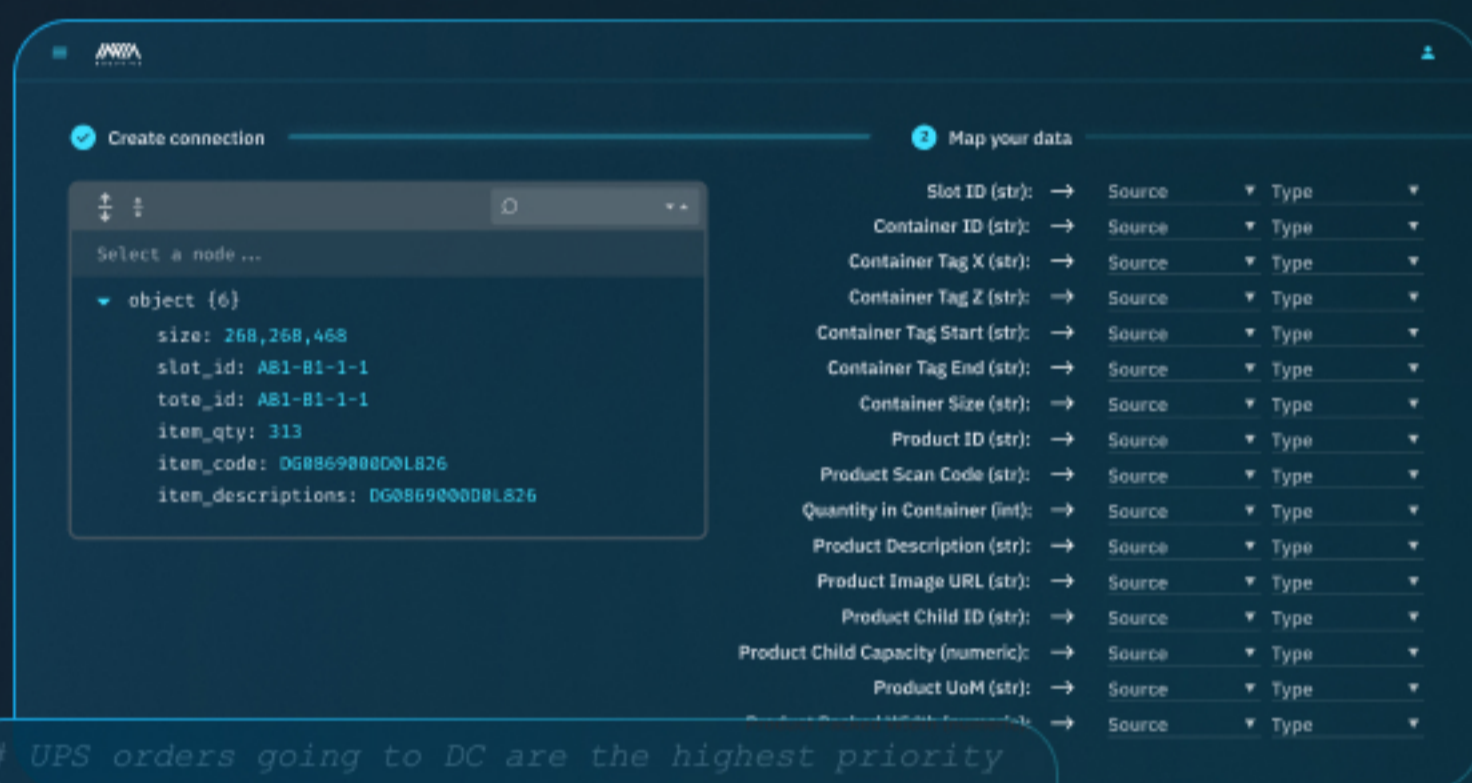 Create connection
2 Map your data
Select a node...
object {6}
size: 268,268,468
slot_id: AB1-B1-1-1
tote_id: AB1-B1-1-1
item_qty: 313
item_code: DG0869000D0L826
item_descriptions: DG0869000D0L826
Slot ID (str): → Source Type
Container ID (str): → Source Type
Container Tag X (str): → Source Type
Container Tag Z (str): → Source Type
Container Tag Start (str): → Source Type
Container Tag End (str): → Source Type
Container Size (str): → Source Type
Product ID (str): → Source Type
Product Scan Code (str): → Source Type
Quantity in Container (int): → Source Type
Product Description (str): → Source Type
Product Image URL (str): → Source Type
Product Child ID (str): → Source Type
Product Child Capacity (numeric): → Source Type
Product UoM (str): → Source Type
→ Source Type
# UPS orders going to DC are the highest priority